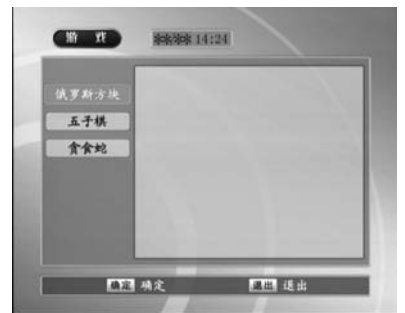 游戏 ****14:24
俄罗斯方块
五子棋
贪食蛇
确定 确定 退出 退出